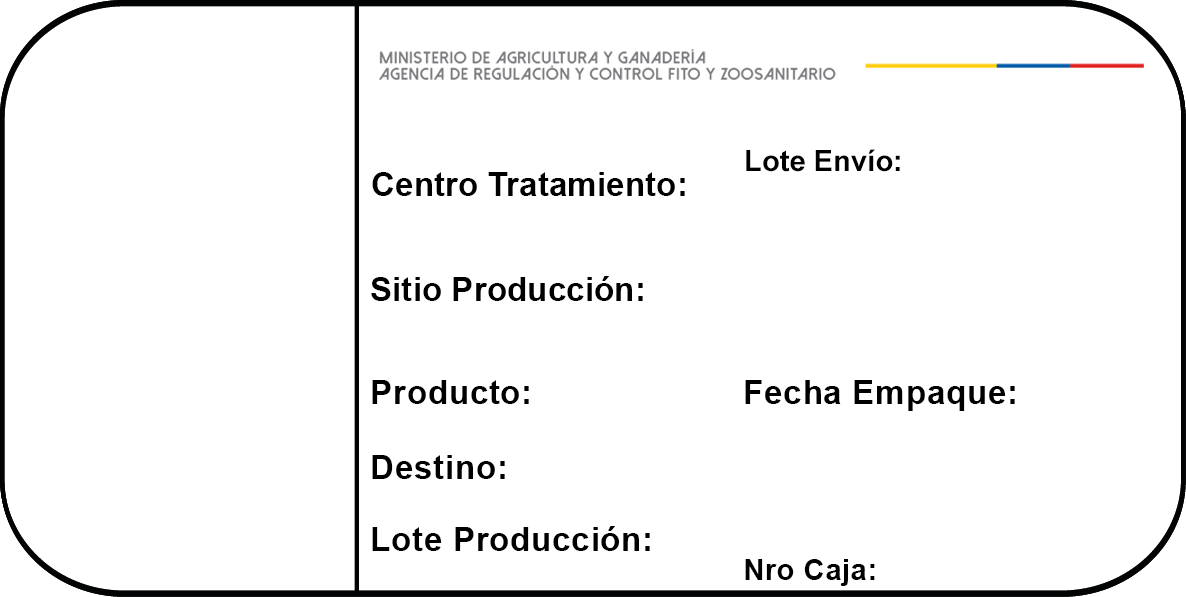 MINISTERIO DE AGRICULTURA Y GANADERÍA
AGENCIA DE REGULACIÓN Y CONTROL FITO Y ZOOSANITARIO
Lote Envío:
Centro Tratamiento:
Sitio Producción:
Producto:
Fecha Empaque:
Destino:
Lote Producción:
Nro Caja: